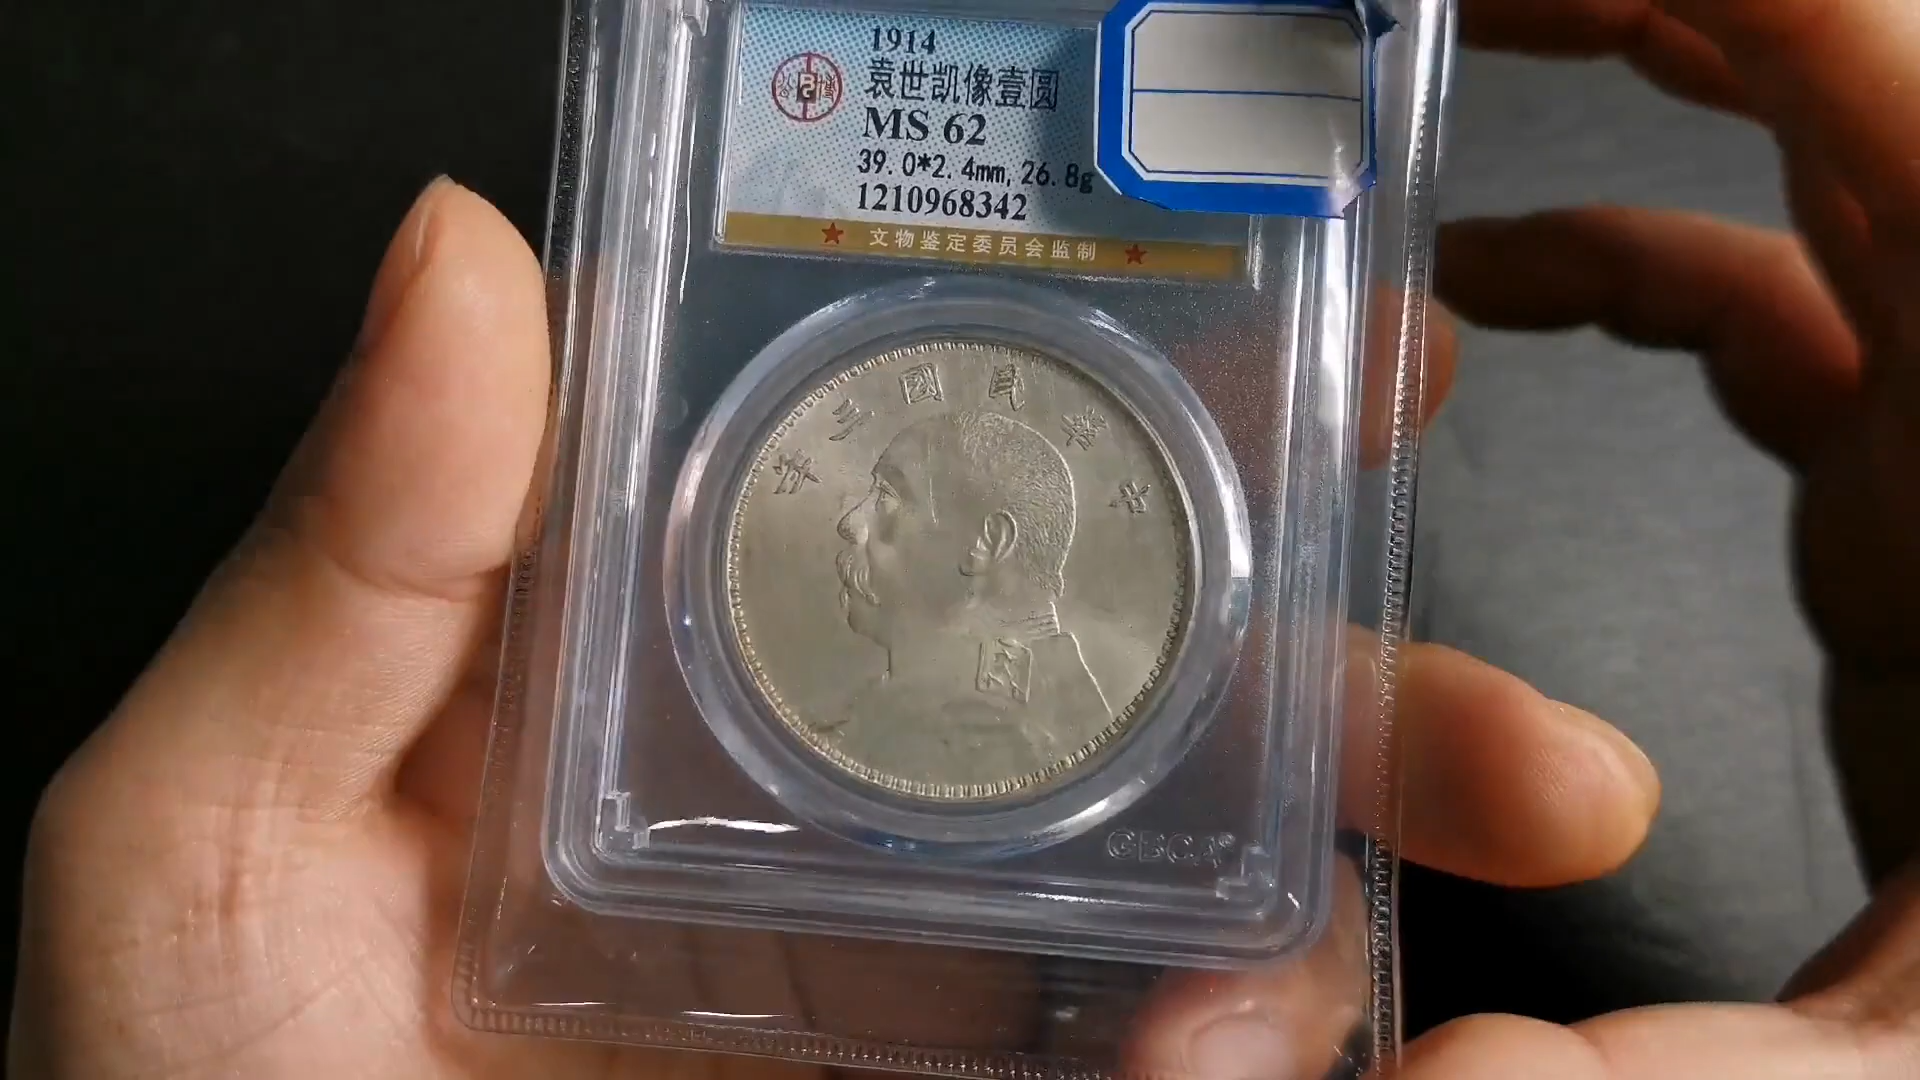 1914
袁世凯像壹圆
MS 62
39.0*2.4mm, 26.8g
1210968342
★ 文物鉴定委员会监制 ★
中華民國三年
GBCA®